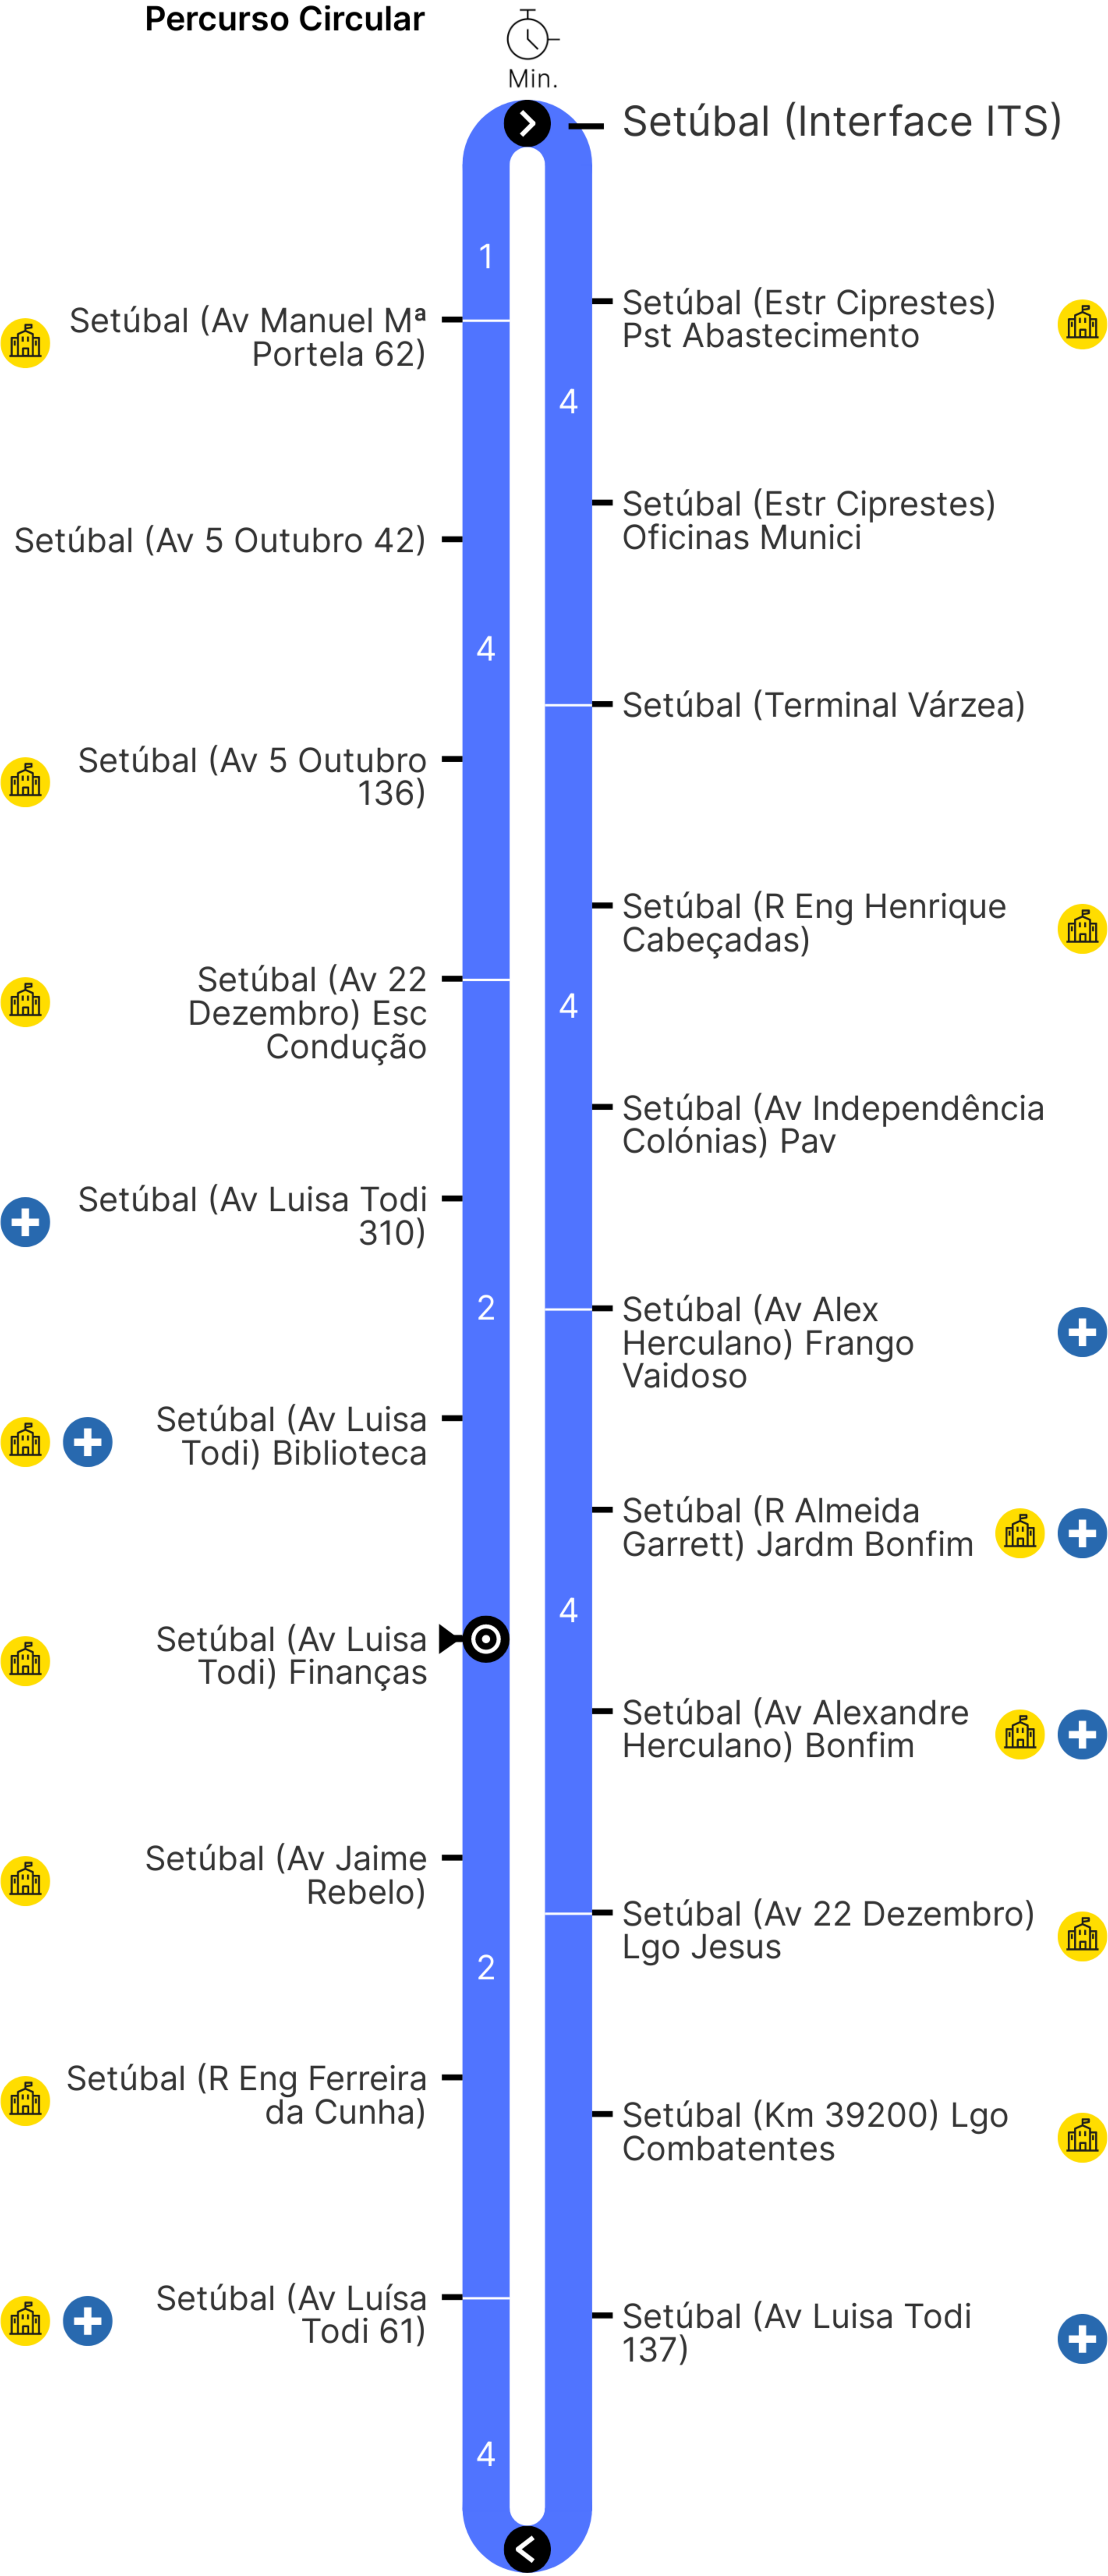 Percurso Circular
Min.
Setúbal (Interface ITS)
1
Setúbal (Estr Ciprestes)
Pst Abastecimento
Setúbal (Av Manuel Mª
Portela 62)
4
Setúbal (Estr Ciprestes)
Oficinas Munici
Setúbal (Av 5 Outubro 42)
4
Setúbal (Terminal Várzea)
Setúbal (Av 5 Outubro
136)
Setúbal (R Eng Henrique
Cabeçadas)
Setúbal (Av 22
Dezembro) Esc
Condução
4
Setúbal (Av Independência
Colónias) Pav
Setúbal (Av Luisa Todi
310)
2
Setúbal (Av Alex
Herculano) Frango
Vaidoso
Setúbal (Av Luisa
Todi) Biblioteca
Setúbal (R Almeida
Garrett) Jardm Bonfim
4
Setúbal (Av Luisa
Todi) Finanças
Setúbal (Av Alexandre
Herculano) Bonfim
Setúbal (Av Jaime
Rebelo)
Setúbal (Av 22 Dezembro)
Lgo Jesus
2
Setúbal (R Eng Ferreira
da Cunha)
Setúbal (Km 39200) Lgo
Combatentes
Setúbal (Av Luísa
Todi 61)
Setúbal (Av Luisa Todi
137)
4